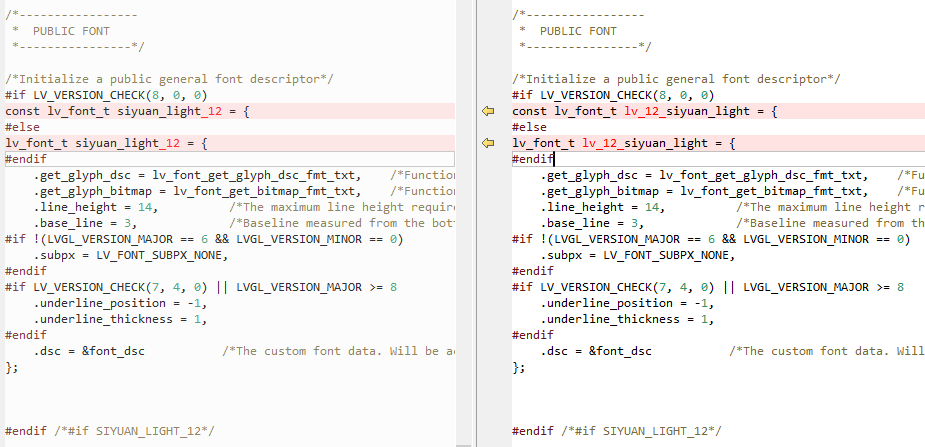 /*----------------
 *  PUBLIC FONT
 *----------------*/
/*Initialize a public general font descriptor*/
#if LV_VERSION_CHECK(8, 0, 0)
const lv_font_t siyuan_light_12 = {
#else
lv_font_t siyuan_light_12 = {
#endif
    .get_glyph_dsc = lv_font_get_glyph_dsc_fmt_txt,    /*Function
    .get_glyph_bitmap = lv_font_get_bitmap_fmt_txt,    /*Function
    .line_height = 14,          /*The maximum line height requir
    .base_line = 3,             /*Baseline measured from the bot
#if !(LVGL_VERSION_MAJOR == 6 && LVGL_VERSION_MINOR == 0)
    .subpx = LV_FONT_SUBPX_NONE,
#endif
#if LV_VERSION_CHECK(7, 4, 0) || LVGL_VERSION_MAJOR >= 8
    .underline_position = -1,
    .underline_thickness = 1,
#endif
    .dsc = &font_dsc           /*The custom font data. Will be a
};
#endif /*#if SIYUAN_LIGHT_12*/
/*----------------
 *  PUBLIC FONT
 *----------------*/
/*Initialize a public general font descriptor*/
#if LV_VERSION_CHECK(8, 0, 0)
const lv_font_t lv_12_siyuan_light = {
#else
lv_font_t lv_12_siyuan_light = {
#endif
    .get_glyph_dsc = lv_font_get_glyph_dsc_fmt_txt,    /*Fu
    .get_glyph_bitmap = lv_font_get_bitmap_fmt_txt,    /*Fu
    .line_height = 14,          /*The maximum line height r
    .base_line = 3,             /*Baseline measured from th
#if !(LVGL_VERSION_MAJOR == 6 && LVGL_VERSION_MINOR == 0)
    .subpx = LV_FONT_SUBPX_NONE,
#endif
#if LV_VERSION_CHECK(7, 4, 0) || LVGL_VERSION_MAJOR >= 8
    .underline_position = -1,
    .underline_thickness = 1,
#endif
    .dsc = &font_dsc           /*The custom font data. Will
};
#endif /*#if SIYUAN_LIGHT_12*/